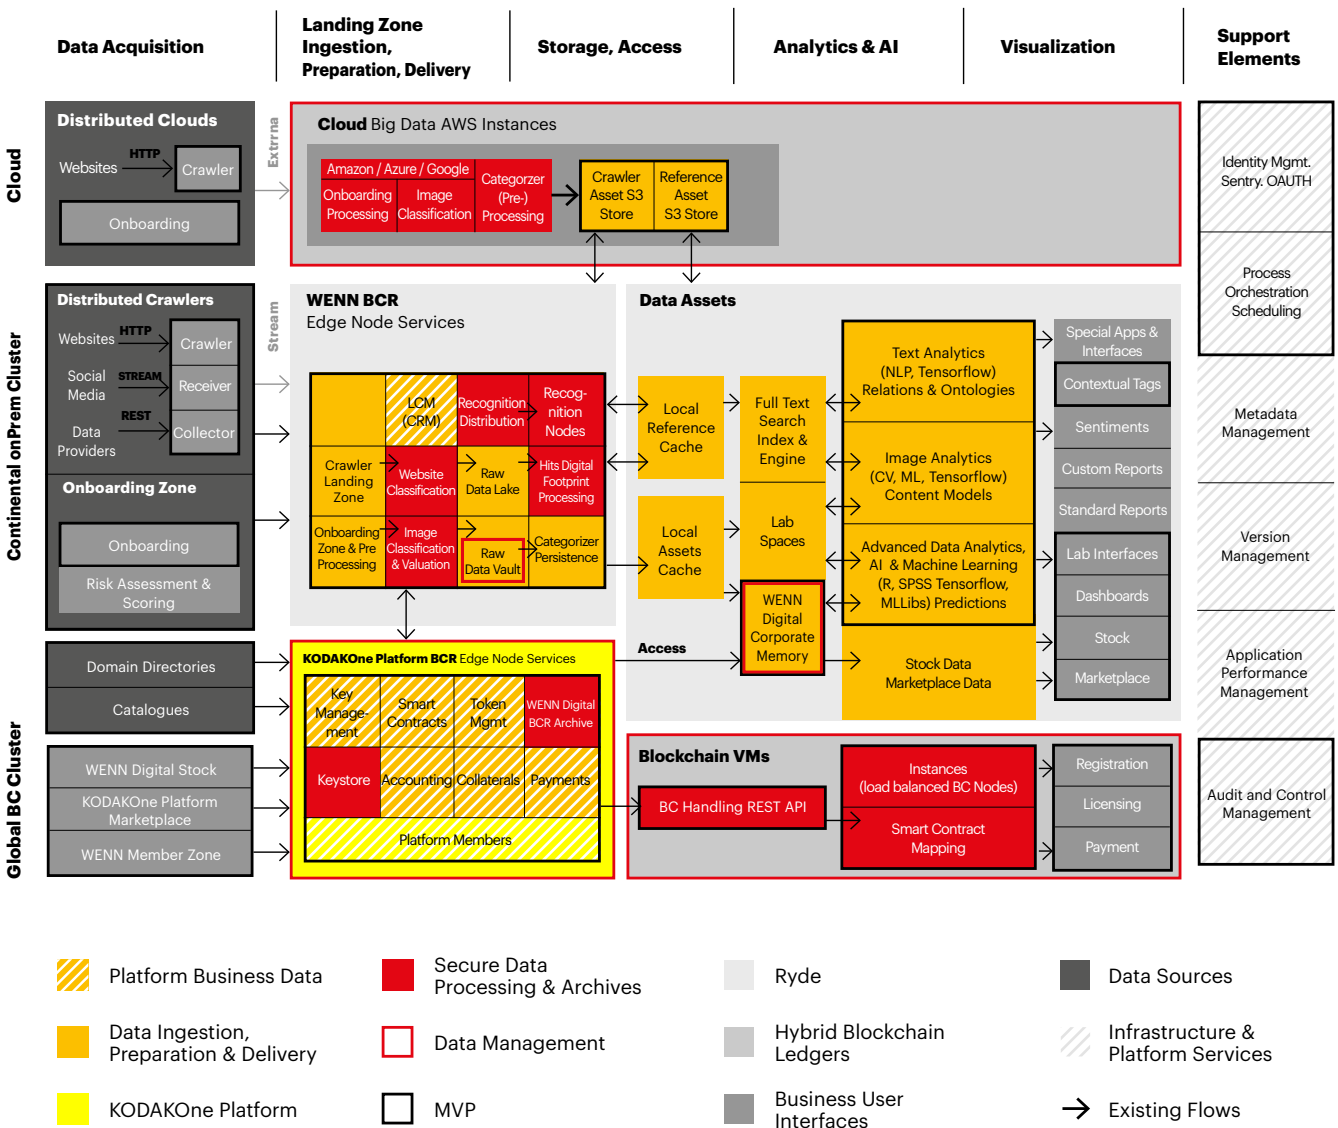 Data Acquisition
Landing Zone
Ingestion,
Preparation, Delivery
Storage, Access
Analytics & AI
Visualization
Support
Elements
Cloud
Distributed Clouds
Websites
HTTP
Crawler
Onboarding
Extrrna
Cloud Big Data AWS Instances
Amazon / Azure / Google
Onboarding
Processing
Image
Classification
Categorzer
(Pre-)
Processing
Crawler
Asset S3
Store
Reference
Asset
S3 Store
Identity Mgmt.
Sentry. OAUTH
Process
Orchestration
Scheduling
Continental onPrem Cluster
Distributed Crawlers
Websites
HTTP
Crawler
Social
Media
STREAM
Receiver
REST
Data
Providers
Collector
Onboarding Zone
Onboarding
Risk Assessment &
Scoring
Stream
WENN BCR
Edge Node Services
LCM
(CRM)
Recognition
Distribution
Recog-
nition
Nodes
Crawler
Landing
Zone
Website
Classification
Raw
Data Lake
Hits Digital
Footprint
Processing
Onboarding
Zone & Pre
Processing
Image
Classification
& Valuation
Raw
Data Vault
Categorizer
Persistence
Data Assets
Local
Reference
Cache
Local
Assets
Cache
Full Text
Search
Index &
Engine
Lab
Spaces
WENN
Digital
Corporate
Memory
Text Analytics
(NLP, Tensorflow)
Relations & Ontologies
Image Analytics
(CV, ML, Tensorflow)
Content Models
Advanced Data Analytics,
AI & Machine Learning
(R, SPSS Tensorflow,
MLLibs) Predictions
Stock Data
Marketplace Data
Special Apps &
Interfaces
Contextual Tags
Sentiments
Custom Reports
Standard Reports
Lab Interfaces
Dashboards
Stock
Marketplace
Metadata
Management
Version
Management
Application
Performance
Management
Global BC Cluster
Domain Directories
Catalogues
WENN Digital Stock
KODAKOne Platform
Marketplace
WENN Member Zone
KODAKOne Platform BCR Edge Node Services
Key
Manage-
ment
Smart
Contracts
Token
Mgmt
WENN Digital
BCR Archive
Keystore
Accounting
Collaterals
Payments
Platform Members
Access
Blockchain VMs
BC Handling REST API
Instances
(load balanced BC Nodes)
Smart Contract
Mapping
Registration
Licensing
Payment
Audit and Control
Management
Platform Business Data
Secure Data
Processing & Archives
Ryde
Data Sources
Data Ingestion,
Preparation & Delivery
Data Management
Hybrid Blockchain
Ledgers
Infrastructure &
Platform Services
KODAKOne Platform
MVP
Business User
Interfaces
Existing Flows